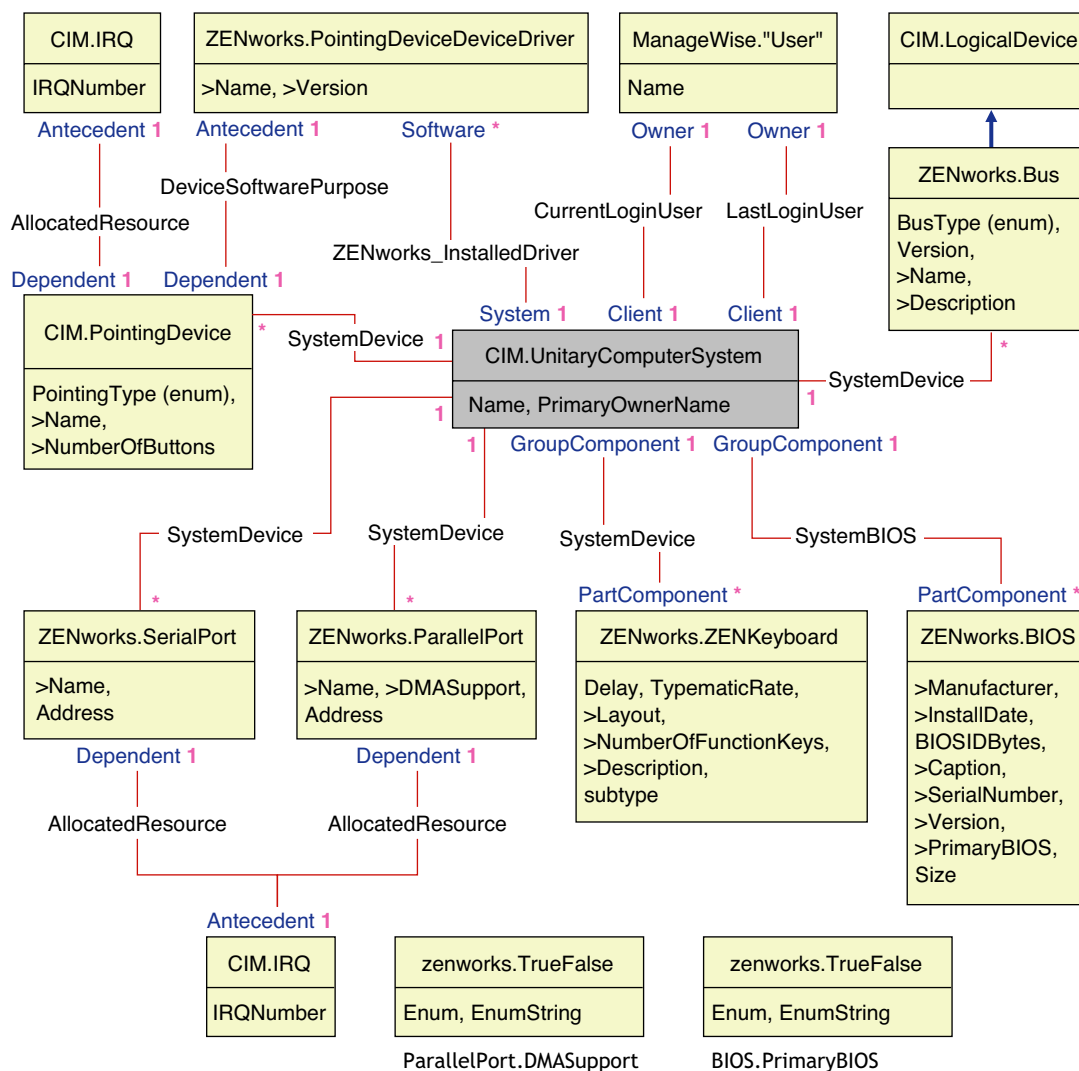 CIM.IRQ
IRQNumber
ZENworks.PointingDeviceDeviceDriver
>Name, >Version
ManageWise."User"
Name
CIM.LogicalDevice
Antecedent 1
Antecedent 1
Software *
Owner 1
Owner 1
DeviceSoftwarePurpose
AllocatedResource
CurrentLoginUser
LastLoginUser
ZENworks_InstalledDriver
ZENworks.Bus
BusType (enum),
Version,
>Name,
>Description
*
Dependent 1
Dependent 1
System 1
Client 1
Client 1
CIM.PointingDevice
PointingType (enum),
>Name,
>NumberOfButtons
*
SystemDevice
1
CIM.UnitaryComputerSystem
Name, PrimaryOwnerName
SystemDevice
1
1
1
GroupComponent 1
GroupComponent 1
SystemDevice
SystemDevice
SystemDevice
SystemBIOS
*
*
PartComponent *
PartComponent *
ZENworks.SerialPort
>Name,
Address
ZENworks.ParallelPort
>Name, >DMASupport,
Address
ZENworks.ZENKeyboard
Delay, TypematicRate,
>Layout,
>NumberOfFunctionKeys,
>Description,
subtype
ZENworks.BIOS
>Manufacturer,
>InstallDate,
BIOSIDBytes,
>Caption,
>SerialNumber,
>Version,
>PrimaryBIOS,
Size
Dependent 1
Dependent 1
AllocatedResource
AllocatedResource
Antecedent 1
CIM.IRQ
IRQNumber
zenworks.TrueFalse
Enum, EnumString
ParallelPort.DMASupport
zenworks.TrueFalse
Enum, EnumString
BIOS.PrimaryBIOS